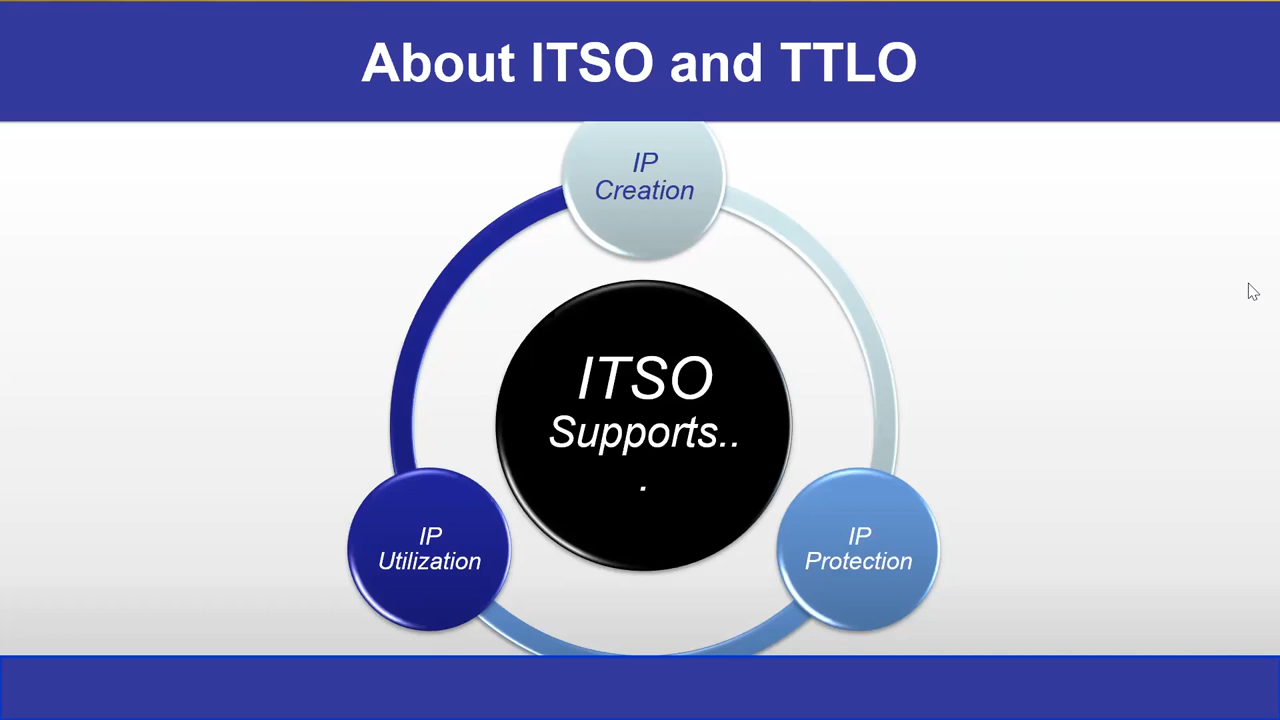 About ITSO and TTLO
IP
Creation
ITSO
Supports..
.
IP
Utilization
IP
Protection